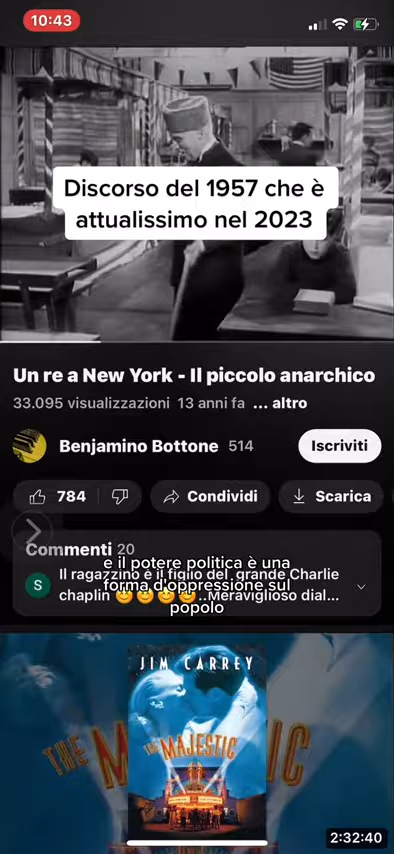 10:43
Discorso del 1957 che è
attualissimo nel 2023
Un re a New York - Il piccolo anarchico
33.095 visualizzazioni 13 anni fa ... altro
Benjamino Bottone 514
Iscriviti
784
Condividi
Scarica
Commenti 20
e il potere politica è una
forma d'oppressione sul
popolo
S
Il ragazzino è il figlio del grande Charlie
chaplin 😊😊😊😊..Meraviglioso dial...
JIM CARREY
THE MAJESTIC
THE MAJESTIC
2:32:40